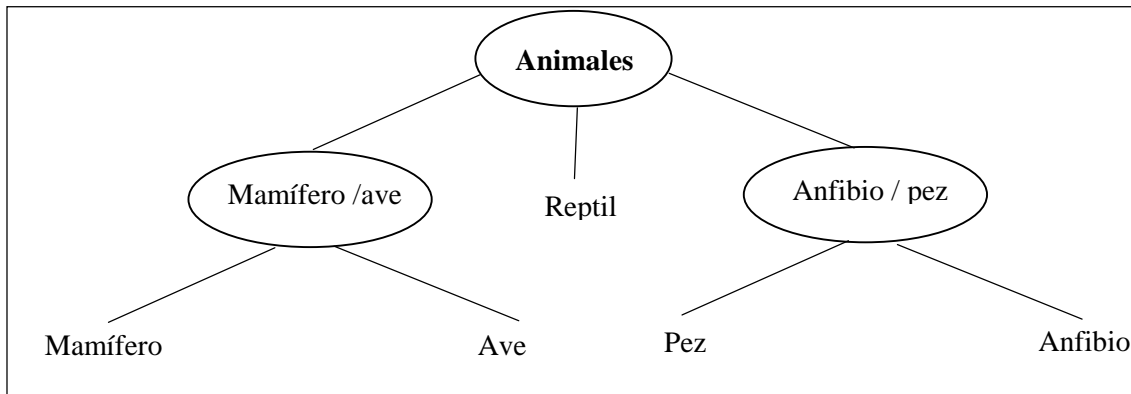 Animales
Mamífero /ave
Reptil
Anfibio / pez
Mamífero
Ave
Pez
Anfibio